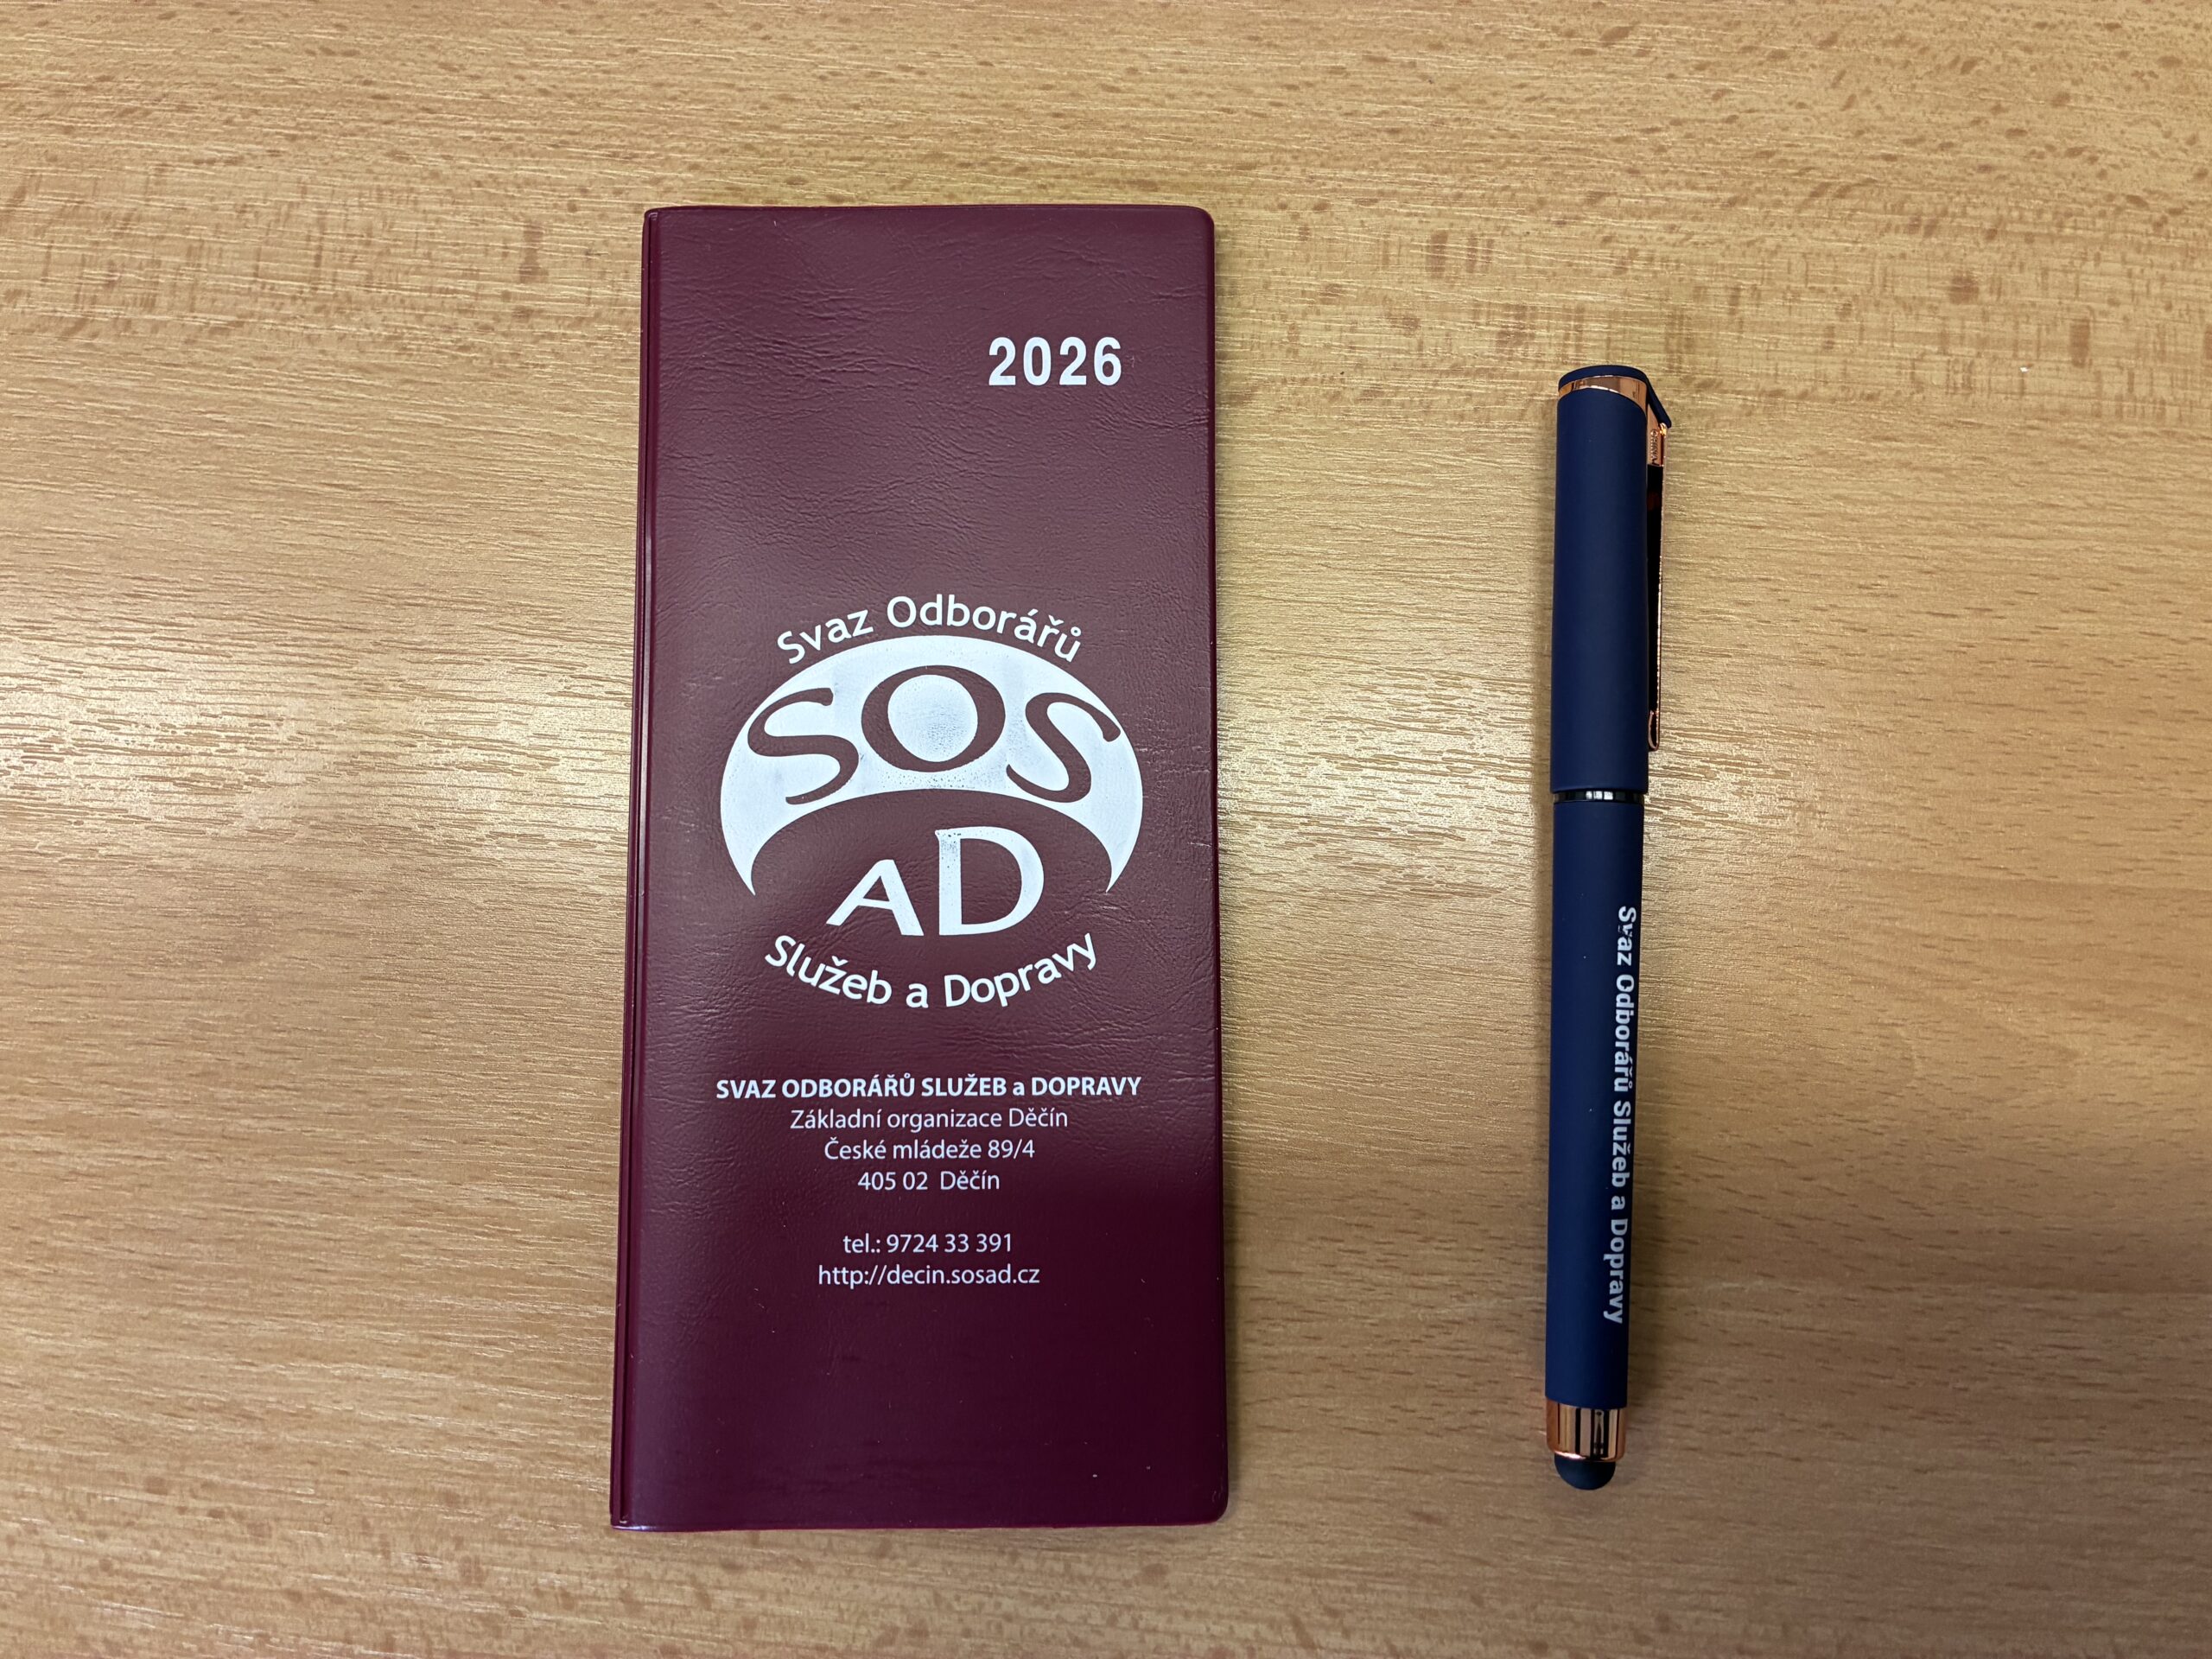 2026
Svaz Odborářů
SOS
AD
Služeb a Dopravy
SVAZ ODBORÁŘŮ SLUŽEB a DOPRAVY
Základní organizace Děčín
České mládeže 89/4
405 02 Děčín
tel.: 9724 33 391
http://decin.sosad.cz
Svaz Odborářů Služeb a Dopravy